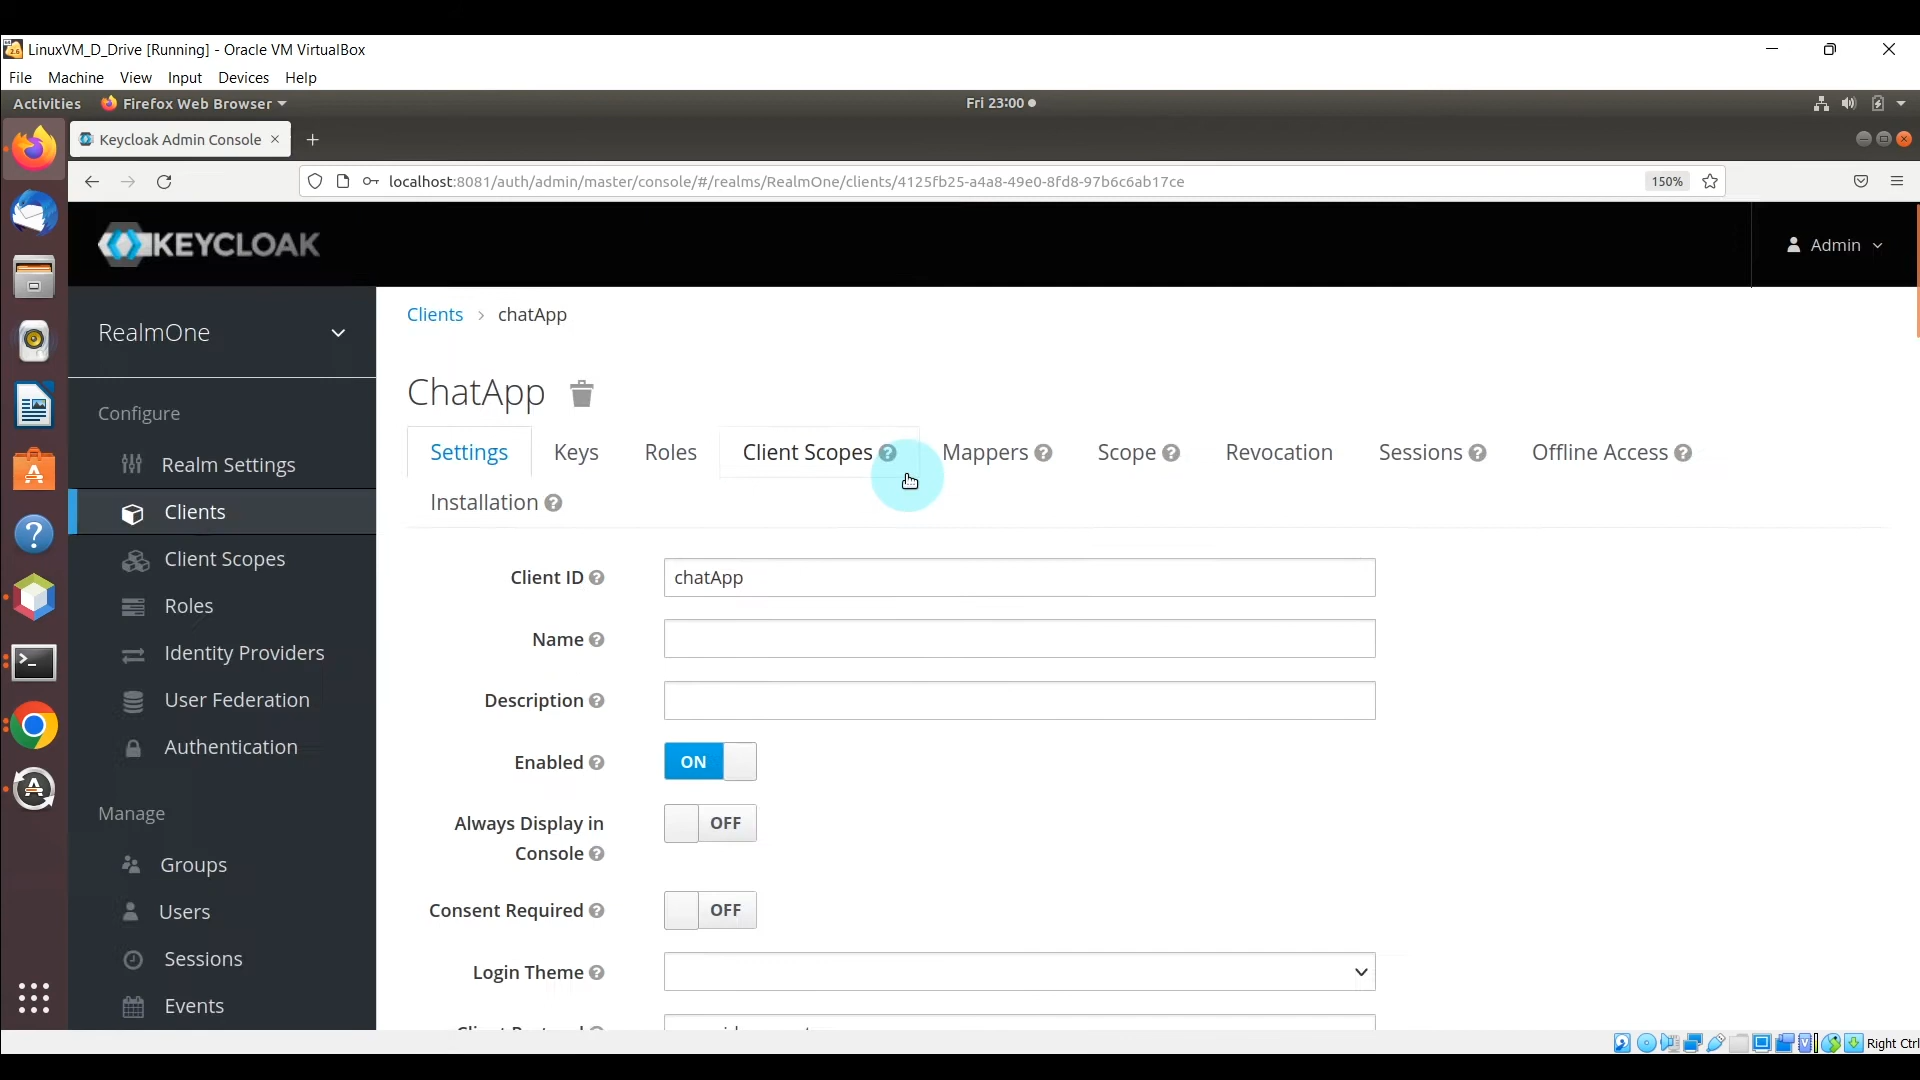 LinuxVM_D_Drive [Running] - Oracle VM VirtualBox
File Machine View Input Devices Help
Activities Firefox Web Browser Fri 23:00
Keycloak Admin Console
localhost:8081/auth/admin/master/console/#/realms/RealmOne/clients/4125fb25-a4a8-49e0-8fd8-97b6c6ab17ce 150%
KEYCLOAK Admin
RealmOne
Configure
Realm Settings
Clients
Client Scopes
Roles
Identity Providers
User Federation
Authentication
Manage
Groups
Users
Sessions
Events
Clients > chatApp
ChatApp
Settings Keys Roles Client Scopes Mappers Scope Revocation Sessions Offline Access
Installation
Client ID chatApp
Name
Description
Enabled ON
Always Display in
Console OFF
Consent Required OFF
Login Theme
Right Ctrl